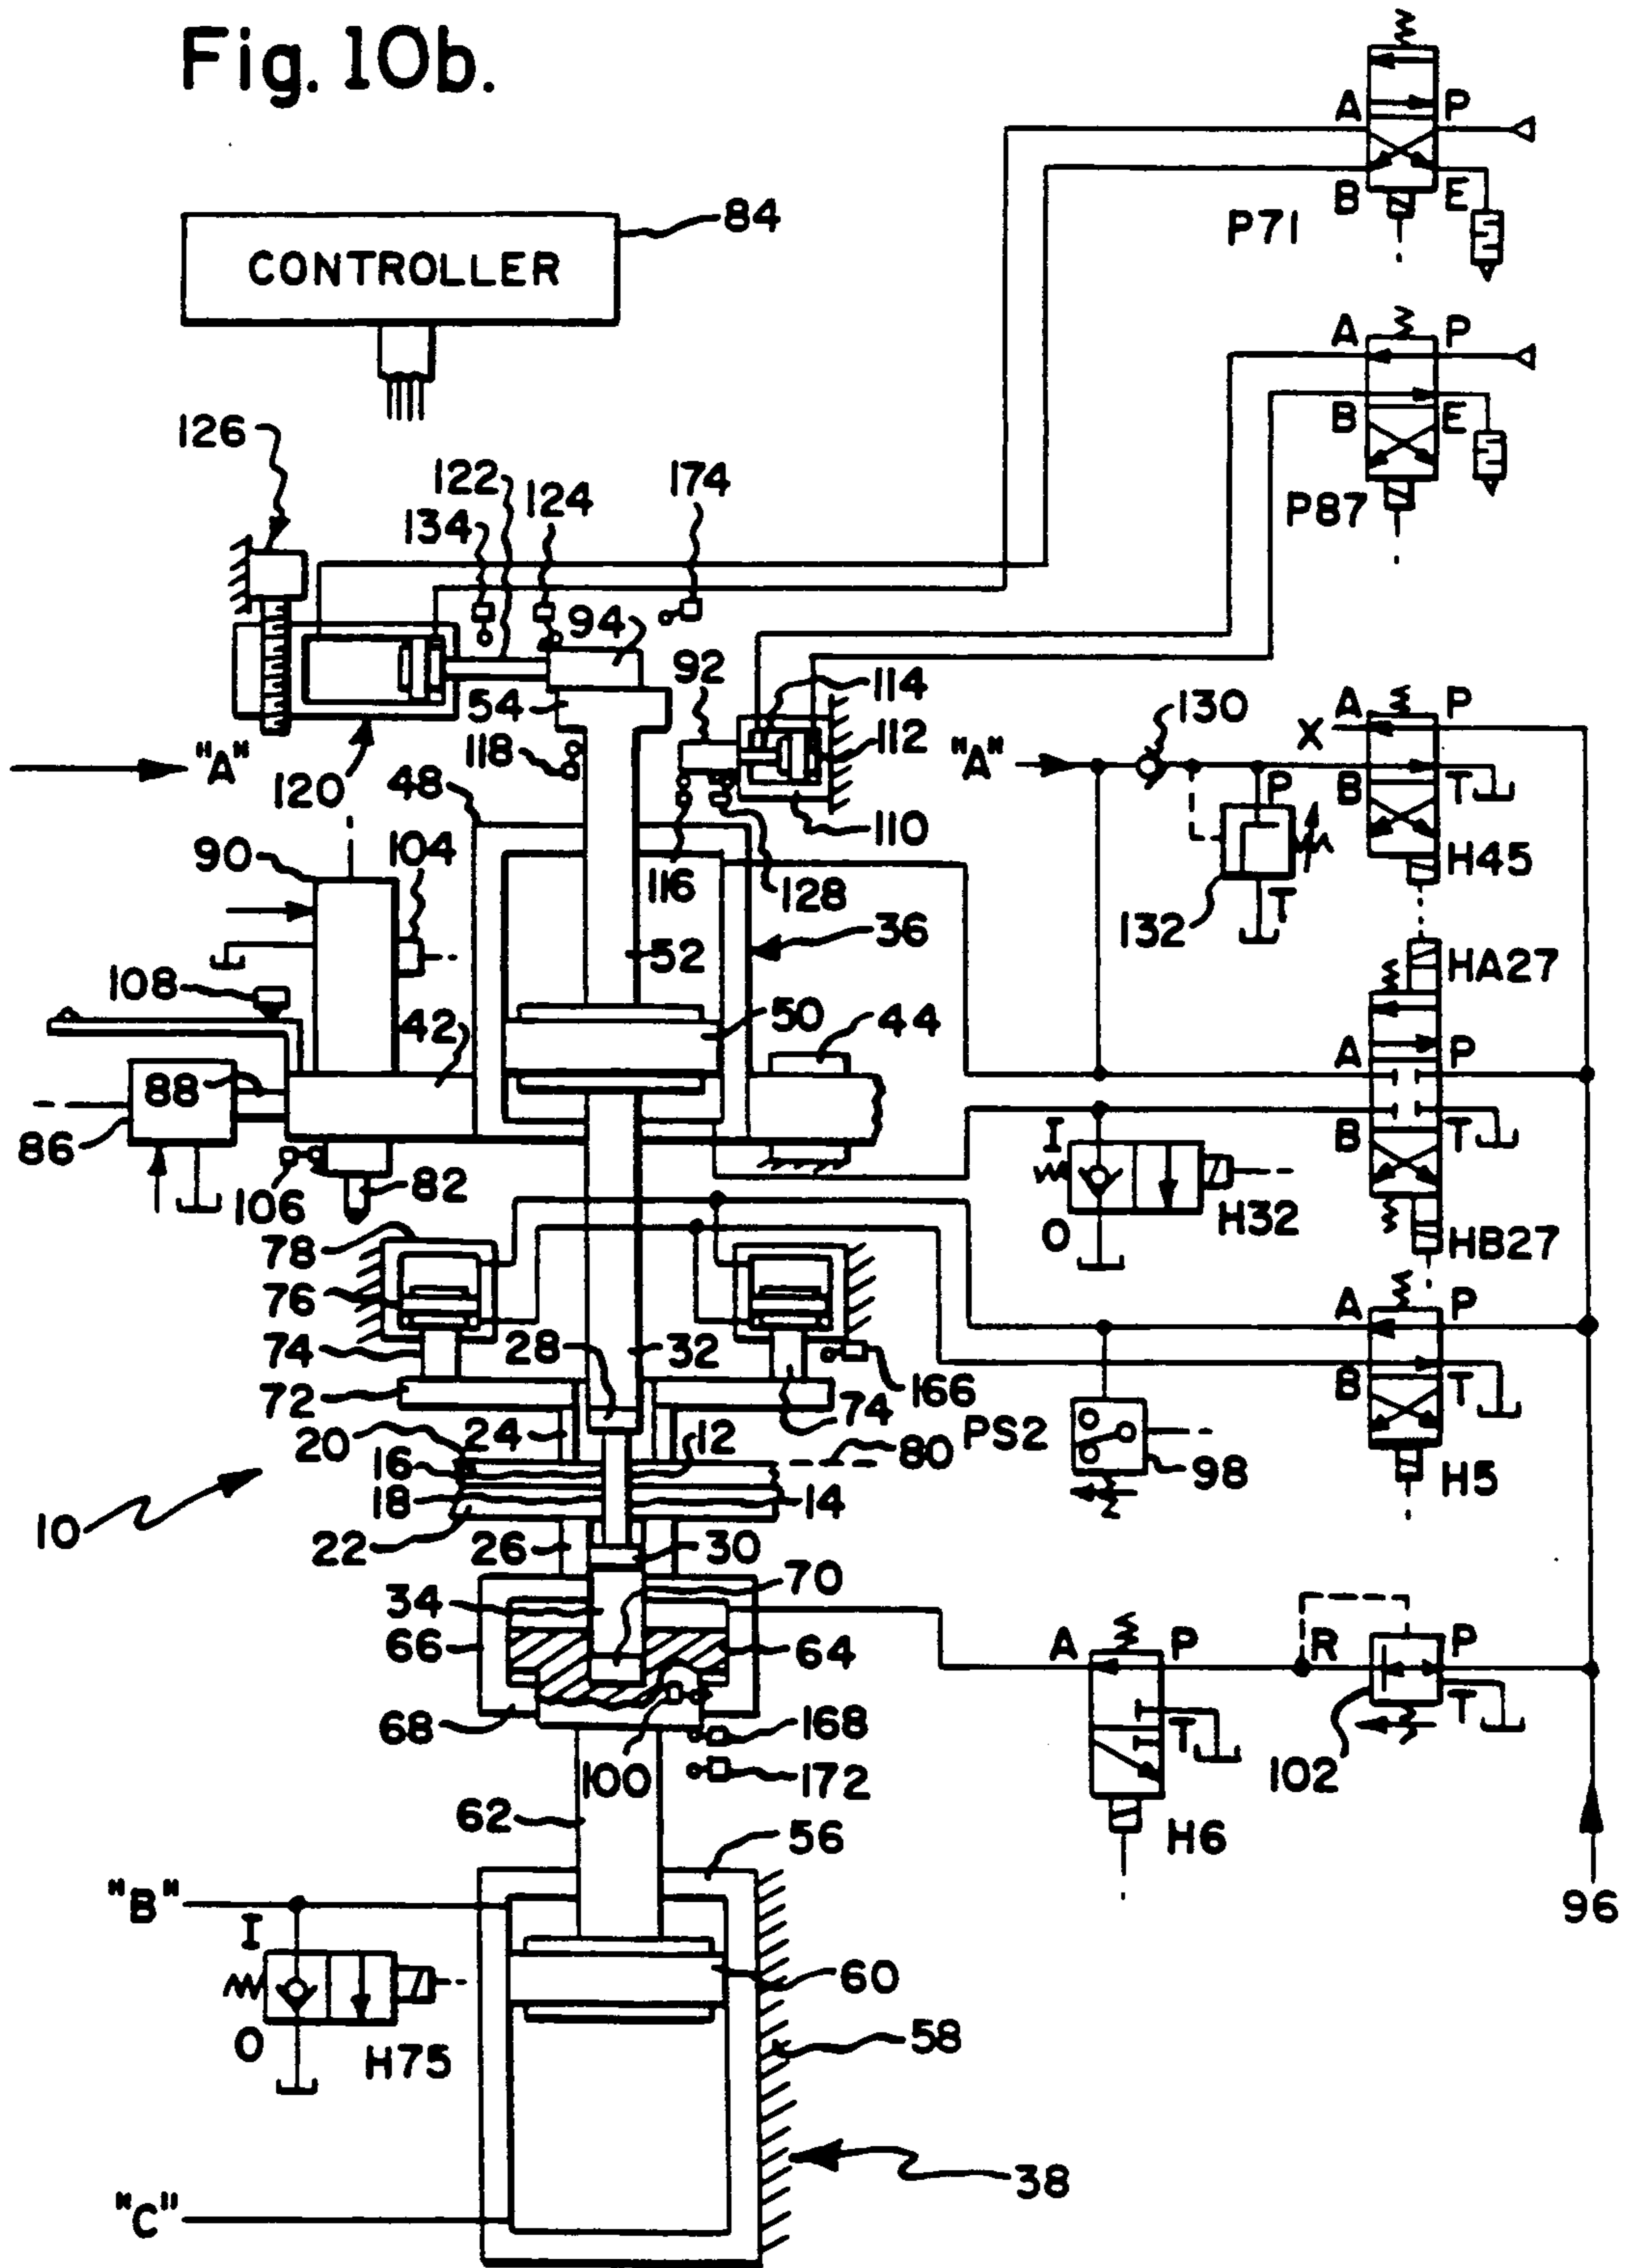 Fig. 10b.
A P
B E
P71
84
CONTROLLER
A P
B E
P87
126
122
124
174
134
94
92
54
114
112
130
A P
X
"A"
118
"A"
B T
P
120
48
110
H45
90
104
116
128
T
132
36
52
HA27
108
42
50
44
A P
88
86
I
B T
106
82
H32
O
HB27
78
76
A P
28
32
74
166
72
74
B T
20
24
12
PS2
80
98
H5
16
18
14
10
22
26
30
70
34
A P
R P
66
64
68
168
T
T
100
172
102
62
H6
56
"B"
96
I
60
O
58
H75
38
"C"